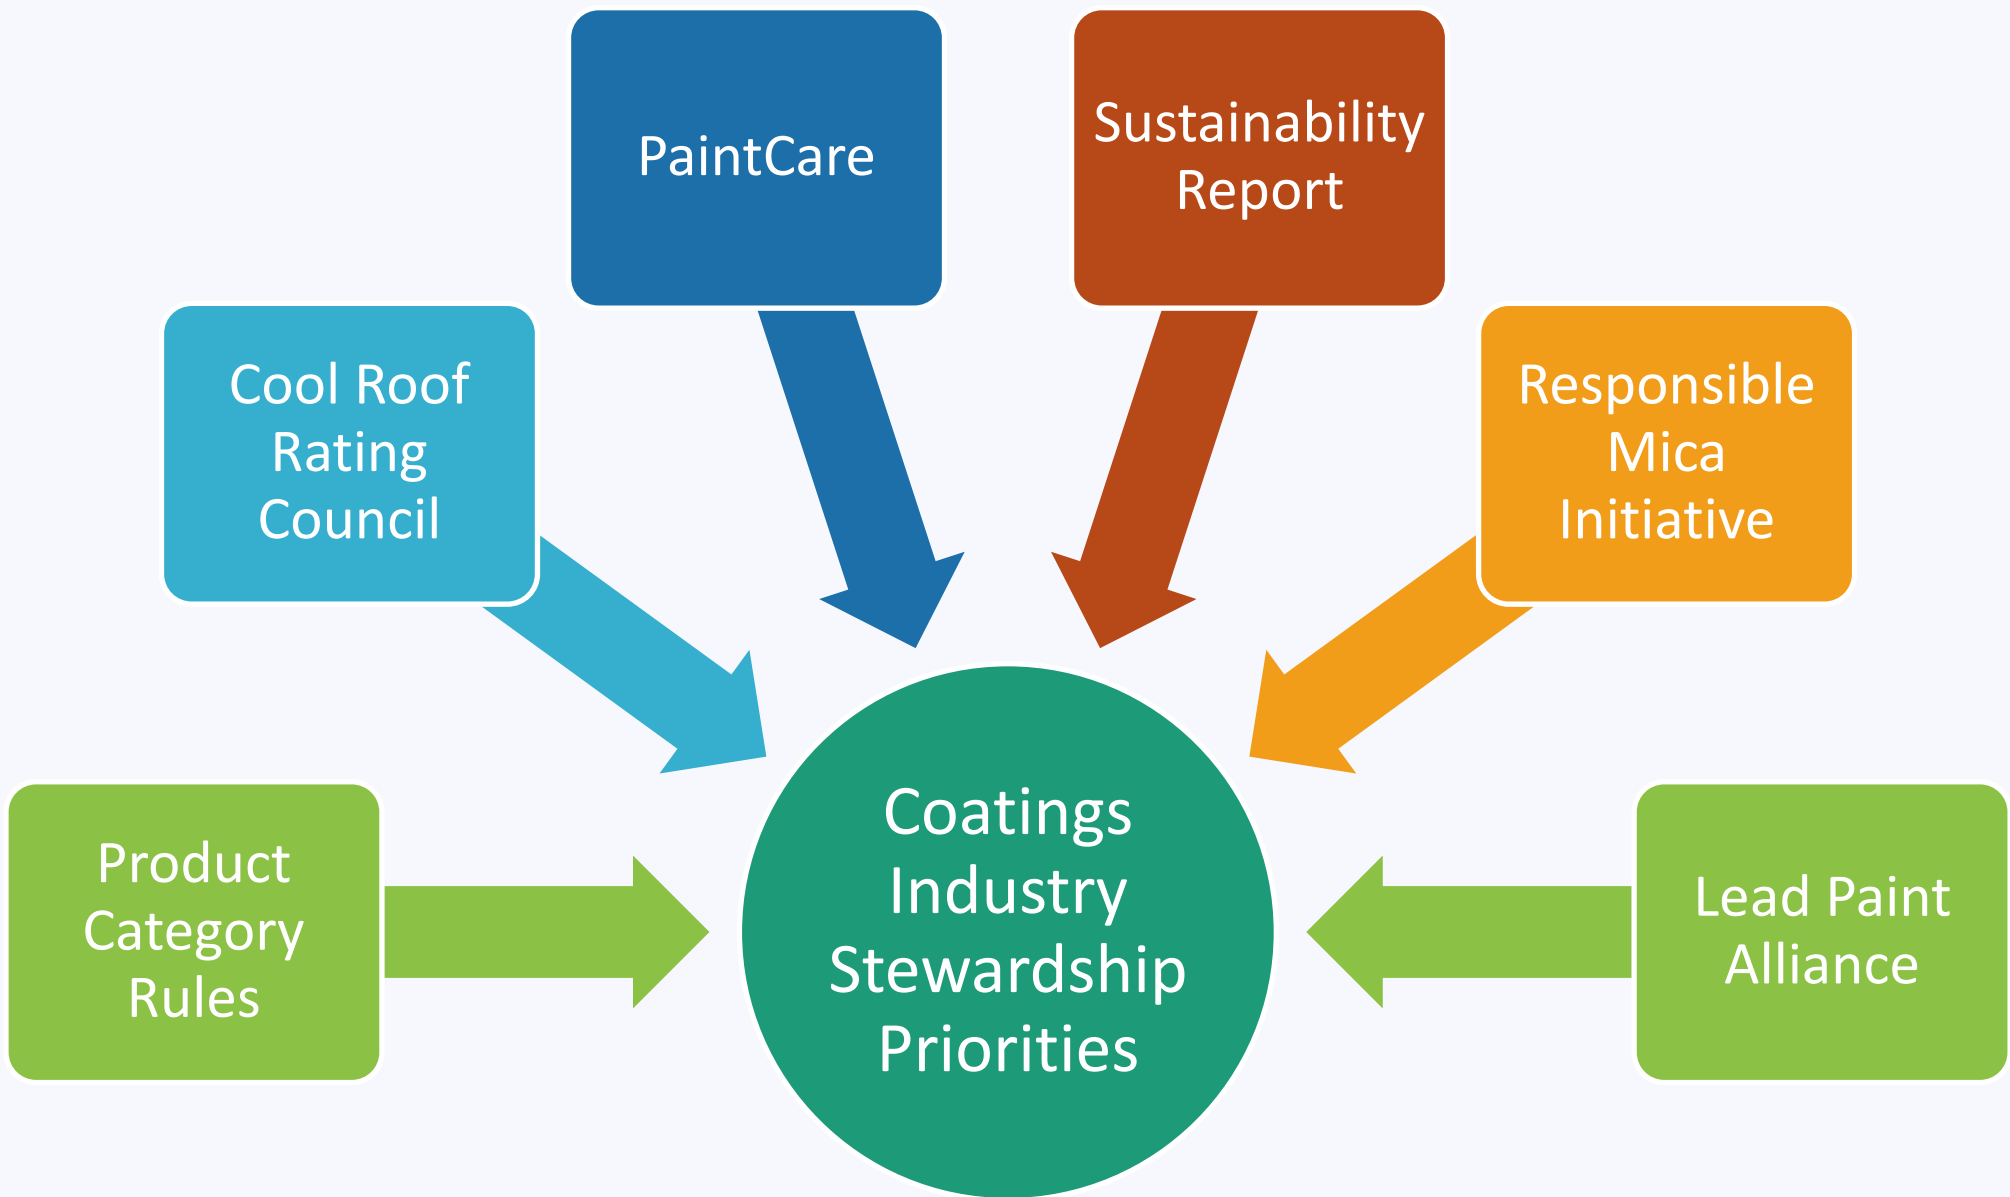 PaintCare
Sustainability
Report
Cool Roof
Rating
Council
Responsible
Mica
Initiative
Product
Category
Rules
Coatings
Industry
Stewardship
Priorities
Lead Paint
Alliance